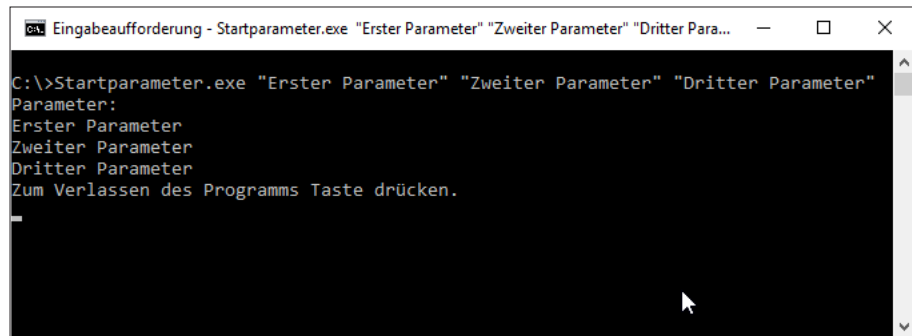 Eingabeaufforderung - Startparameter.exe "Erster Parameter" "Zweiter Parameter" "Dritter Para...
C:\>Startparameter.exe "Erster Parameter" "Zweiter Parameter" "Dritter Parameter"
Parameter:
Erster Parameter
Zweiter Parameter
Dritter Parameter
Zum Verlassen des Programms Taste drücken.